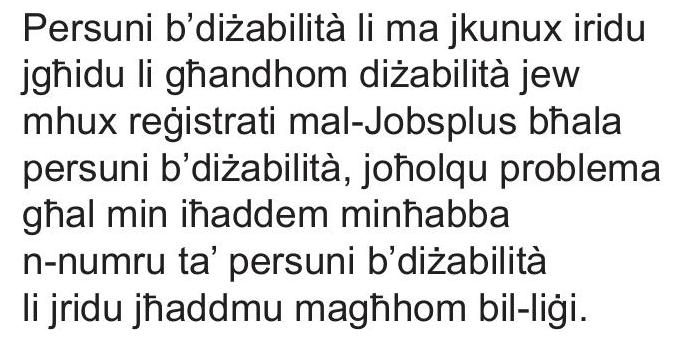 Persuni b’diżabilità li ma jkunux iridu
jgħidu li għandhom diżabilità jew
mhux reġistrati mal-Jobsplus bħala
persuni b’diżabilità, joħolqu problema
għal min iħaddem minħabba
n-numru ta’ persuni b’diżabilità
li jridu jħaddmu magħhom bil-liġi.